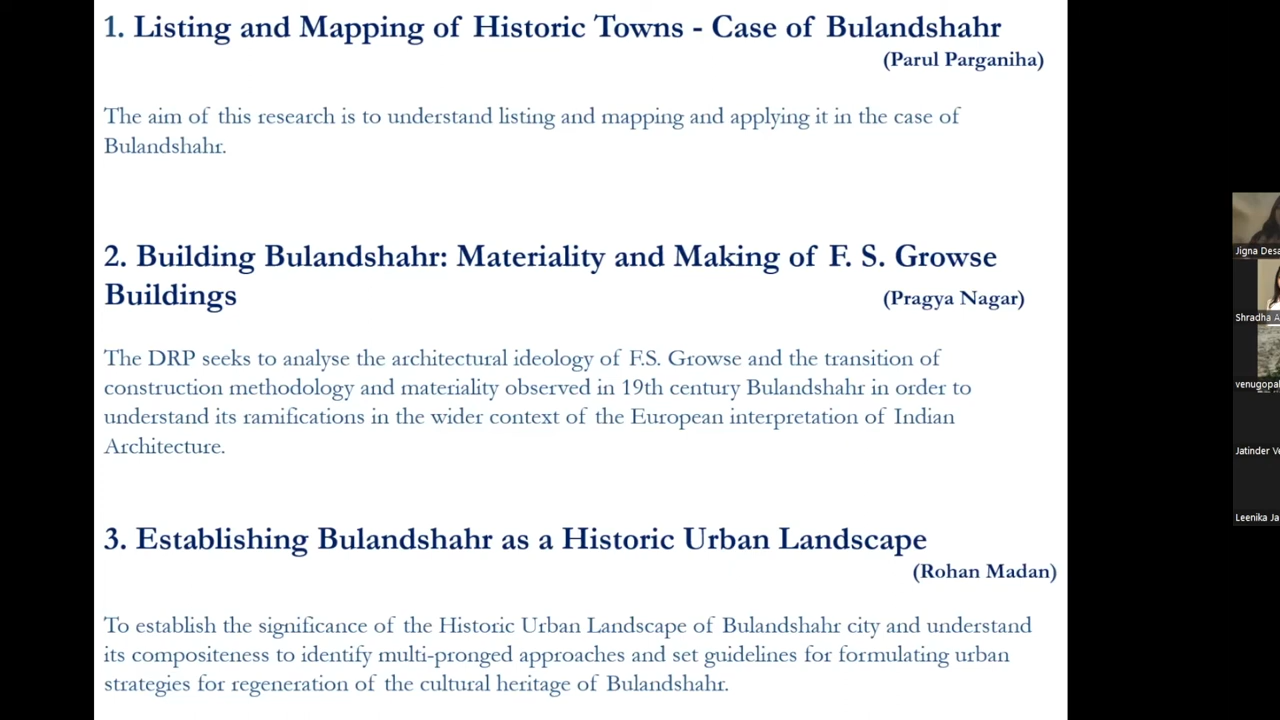 1. Listing and Mapping of Historic Towns - Case of Bulandshahr
(Parul Parganiha)
The aim of this research is to understand listing and mapping and applying it in the case of
Bulandshahr.
2. Building Bulandshahr: Materiality and Making of F. S. Growse
Buildings
(Pragya Nagar)
The DRP seeks to analyse the architectural ideology of F.S. Growse and the transition of
construction methodology and materiality observed in 19th century Bulandshahr in order to
understand its ramifications in the wider context of the European interpretation of Indian
Architecture.
3. Establishing Bulandshahr as a Historic Urban Landscape
(Rohan Madan)
To establish the significance of the Historic Urban Landscape of Bulandshahr city and understand
its compositeness to identify multi-pronged approaches and set guidelines for formulating urban
strategies for regeneration of the cultural heritage of Bulandshahr.
Jigna Desa
Shradha A
venugopal
Jatinder Ve
Leenika Ja